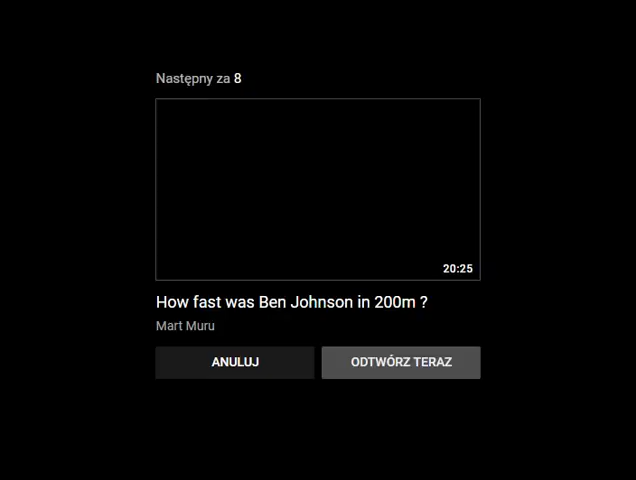 Następny za 8
20:25
How fast was Ben Johnson in 200m ?
Mart Muru
ANULUJ
ODTWÓRZ TERAZ